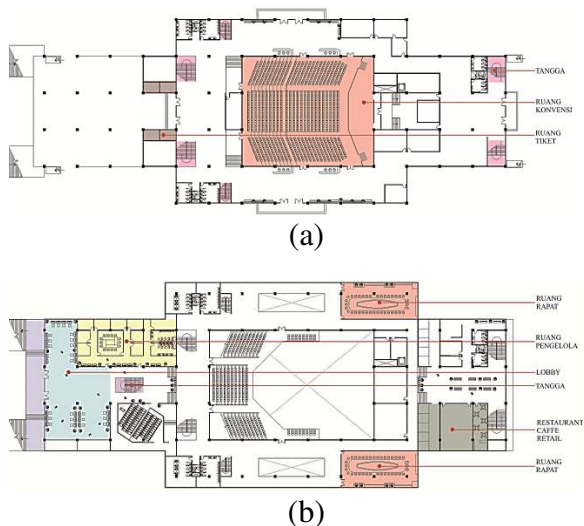 TANGGA
RUANG
KONVENSI
RUANG
TIKET
(a)
RUANG
RAPAT
RUANG
PENGELOLA
LOBBY
TANGGA
RESTAURANT
CAFFE
RETAIL
RUANG
RAPAT
(b)